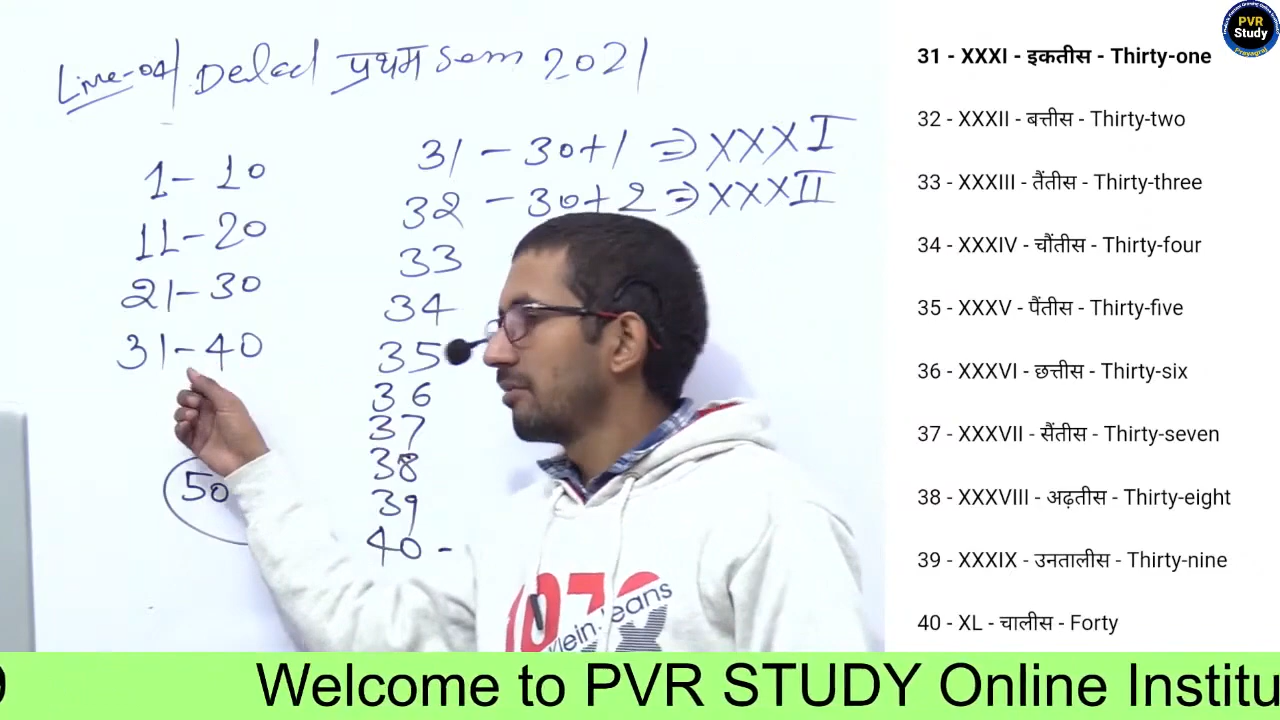 Live-04 Deled प्रथम Sem 2021
1-10
11-20
21-30
31-40
50
31 - 30+1 ⇒ XXXI
32 - 30+2 ⇒ XXXII
33
34
35
36
37
38
39
40 -
PVR
Study
Prayagraj
31 - XXXI - इकतीस - Thirty-one
32 - XXXII - बत्तीस - Thirty-two
33 - XXXIII - तैंतीस - Thirty-three
34 - XXXIV - चौंतीस - Thirty-four
35 - XXXV - पैंतीस - Thirty-five
36 - XXXVI - छत्तीस - Thirty-six
37 - XXXVII - सैंतीस - Thirty-seven
38 - XXXVIII - अढ़तीस - Thirty-eight
39 - XXXIX - उनतालीस - Thirty-nine
40 - XL - चालीस - Forty
9 Welcome to PVR STUDY Online Institu